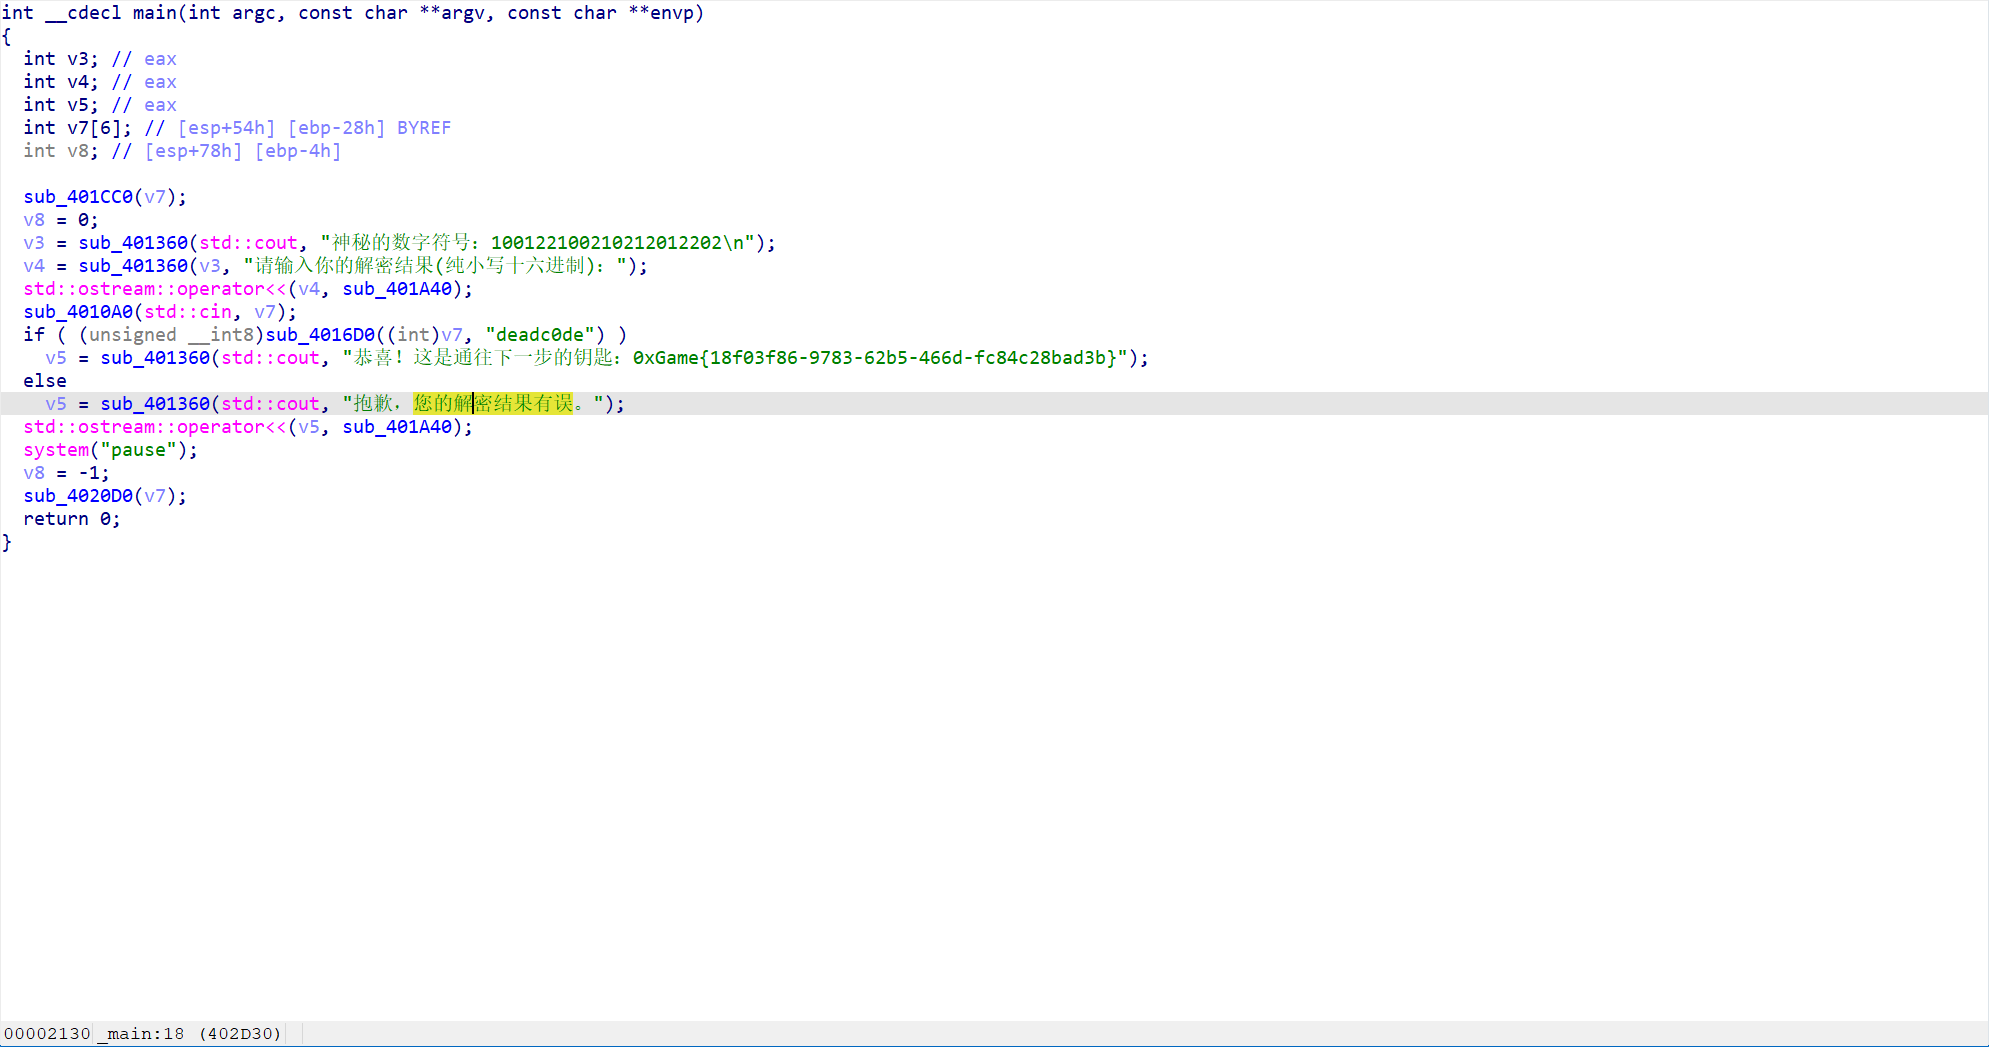 int __cdecl main(int argc, const char **argv, const char **envp)
{
  int v3; // eax
  int v4; // eax
  int v5; // eax
  int v7[6]; // [esp+54h] [ebp-28h] BYREF
  int v8; // [esp+78h] [ebp-4h]

  sub_401CC0(v7);
  v8 = 0;
  v3 = sub_401360(std::cout, "神秘的数字符号：100122100210212012202\n");
  v4 = sub_401360(v3, "请输入你的解密结果(纯小写十六进制)：");
  std::ostream::operator<<(v4, sub_401A40);
  sub_4010A0(std::cin, v7);
  if ( (unsigned __int8)sub_4016D0((int)v7, "deadc0de") )
    v5 = sub_401360(std::cout, "恭喜！这是通往下一步的钥匙：0xGame{18f03f86-9783-62b5-466d-fc84c28bad3b}");
  else
    v5 = sub_401360(std::cout, "抱歉，您的解密结果有误。");
  std::ostream::operator<<(v5, sub_401A40);
  system("pause");
  v8 = -1;
  sub_4020D0(v7);
  return 0;
}
00002130 _main:18 (402D30)